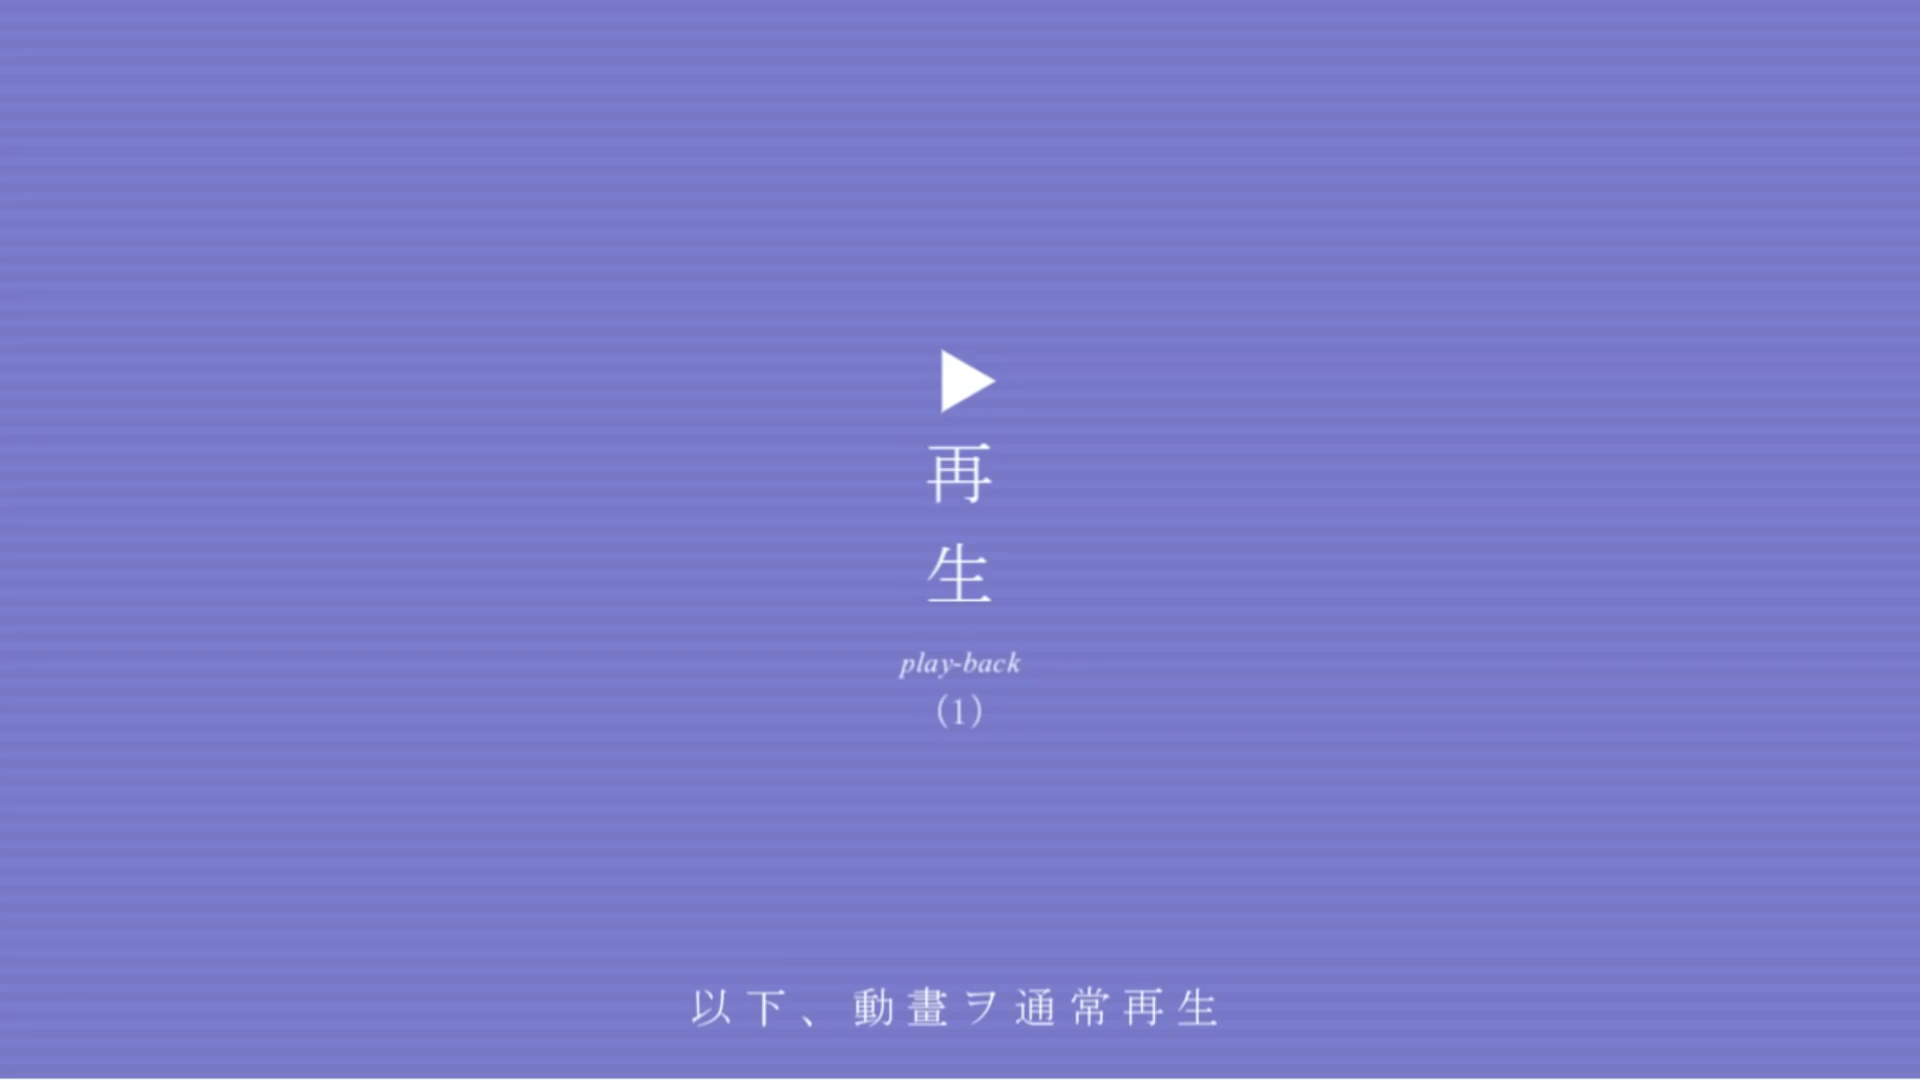 ▶
再
生
play-back
(1)
以下、動畫ヲ通常再生